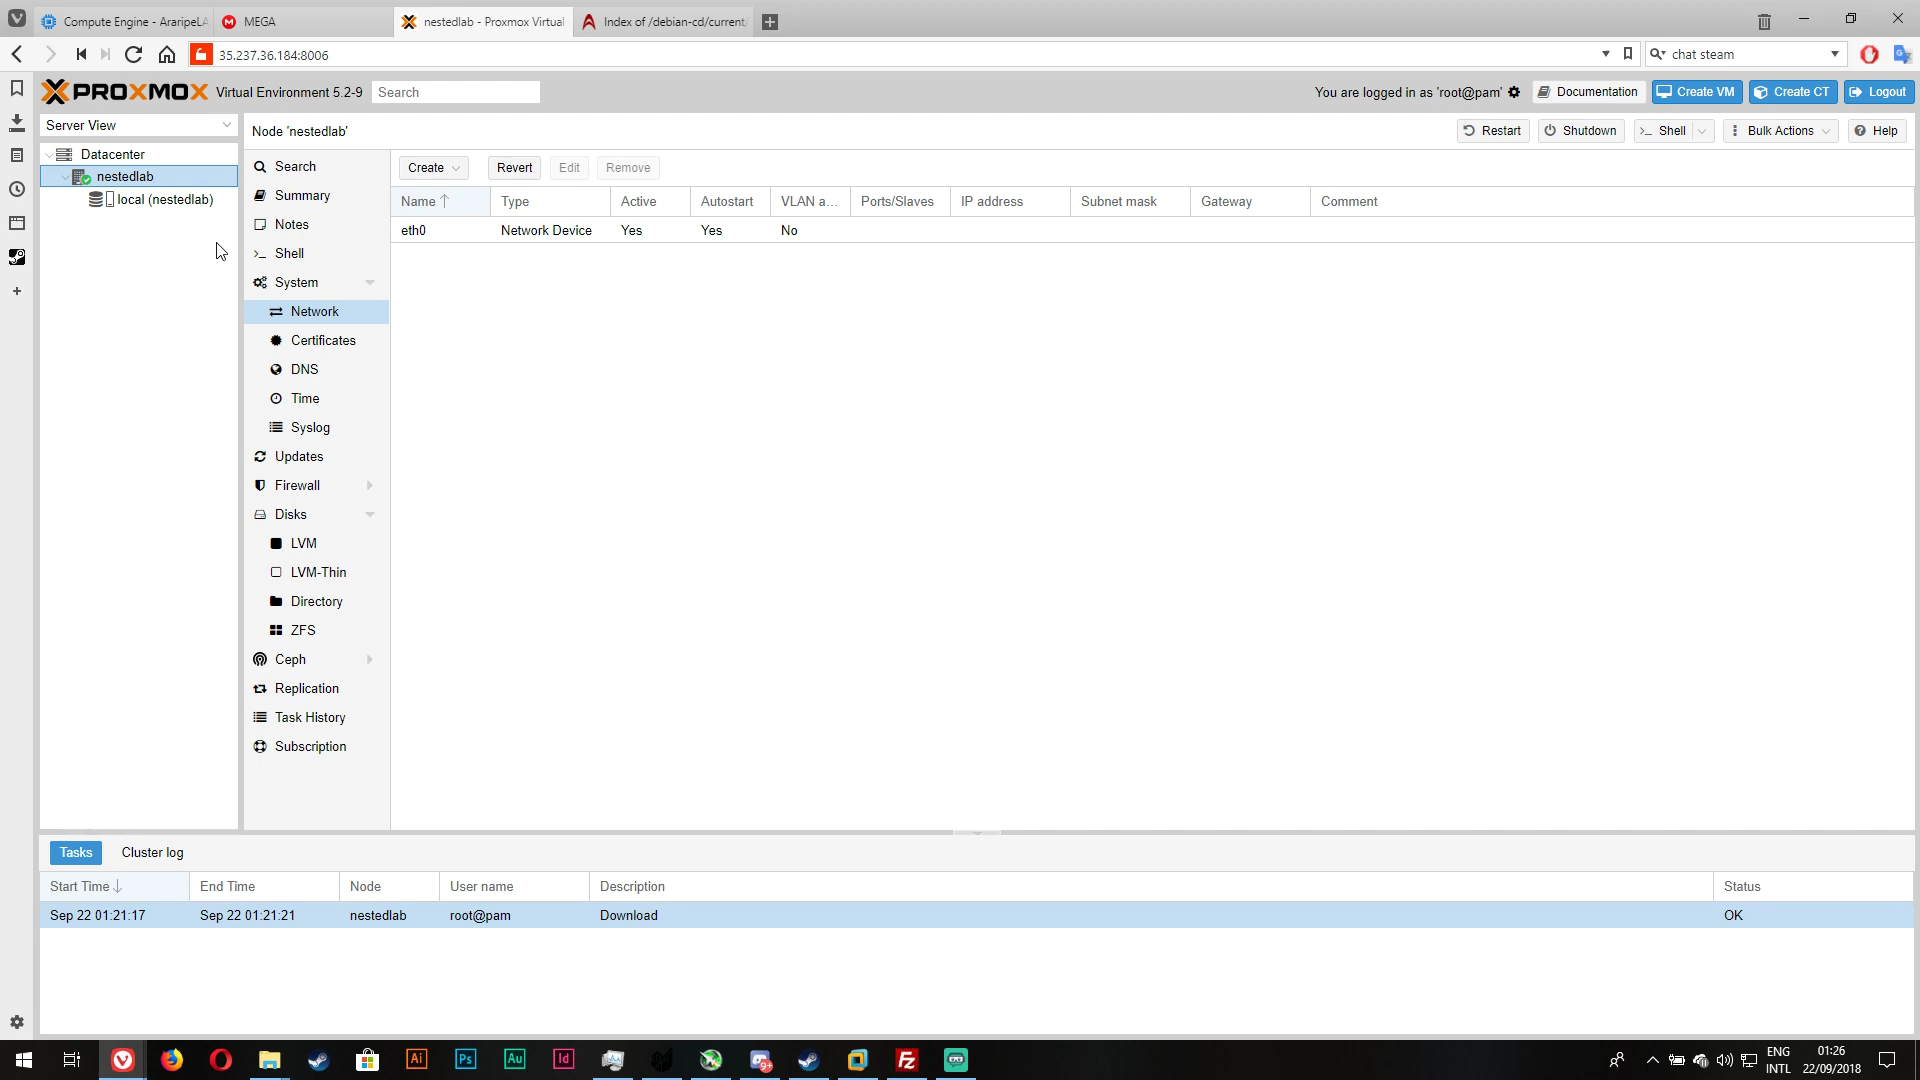 Compute Engine - AraripeLA
MEGA
nestedlab - Proxmox Virtual
Index of /debian-cd/current/
35.237.36.184:8006
chat steam
PROXMOX Virtual Environment 5.2-9
Search
You are logged in as 'root@pam'
Documentation
Create VM
Create CT
Logout
Server View
Node 'nestedlab'
Restart
Shutdown
>_ Shell
Bulk Actions
Help
Datacenter
nestedlab
local (nestedlab)
Search
Summary
Notes
>_ Shell
System
Network
Certificates
DNS
Time
Syslog
Updates
Firewall
Disks
LVM
LVM-Thin
Directory
ZFS
Ceph
Replication
Task History
Subscription
Create
Revert
Edit
Remove
Name Type Active Autostart VLAN a... Ports/Slaves IP address Subnet mask Gateway Comment
eth0 Network Device Yes Yes No
Tasks
Cluster log
Start Time End Time Node User name Description Status
Sep 22 01:21:17 Sep 22 01:21:21 nestedlab root@pam Download OK
Ai
Ps
Au
Id
9+
Fz
ENG
INTL
01:26
22/09/2018